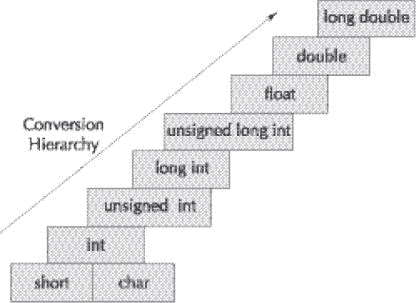 long double
double
float
Conversion
Hierarchy
unsigned long int
long int
unsigned int
int
short char